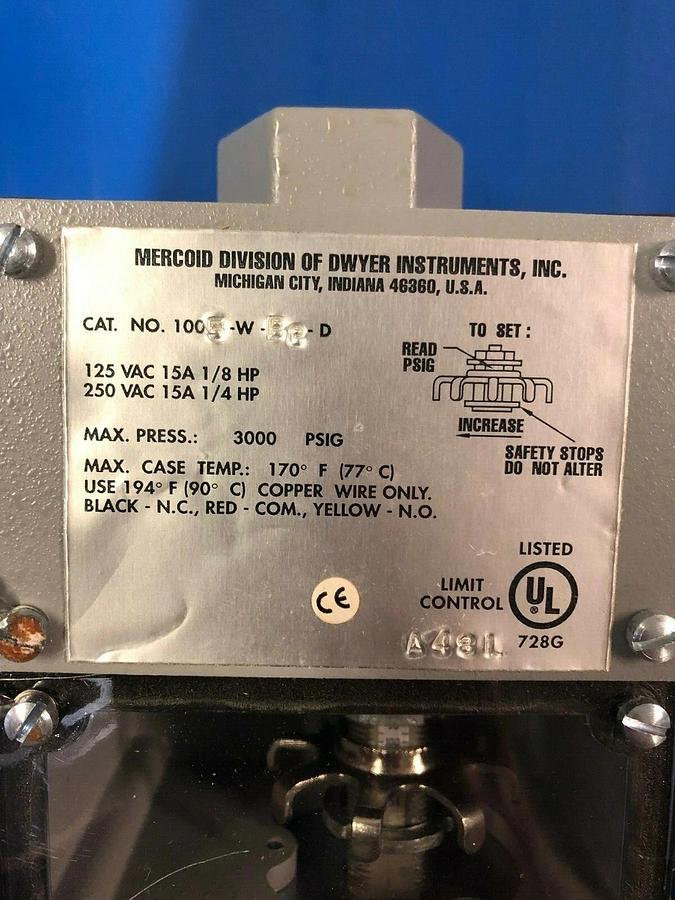 MERCOID DIVISION OF DWYER INSTRUMENTS, INC.
MICHIGAN CITY, INDIANA 46360, U.S.A.
CAT. NO. 100 -W - - D
125 VAC 15A 1/8 HP
250 VAC 15A 1/4 HP
MAX. PRESS.: 3000 PSIG
MAX. CASE TEMP.: 170° F (77° C)
USE 194° F (90° C) COPPER WIRE ONLY.
BLACK - N.C., RED - COM., YELLOW - N.O.
TO SET :
READ
PSIG
INCREASE
SAFETY STOPS
DO NOT ALTER
CE
LISTED
LIMIT
CONTROL
UL
®
728G